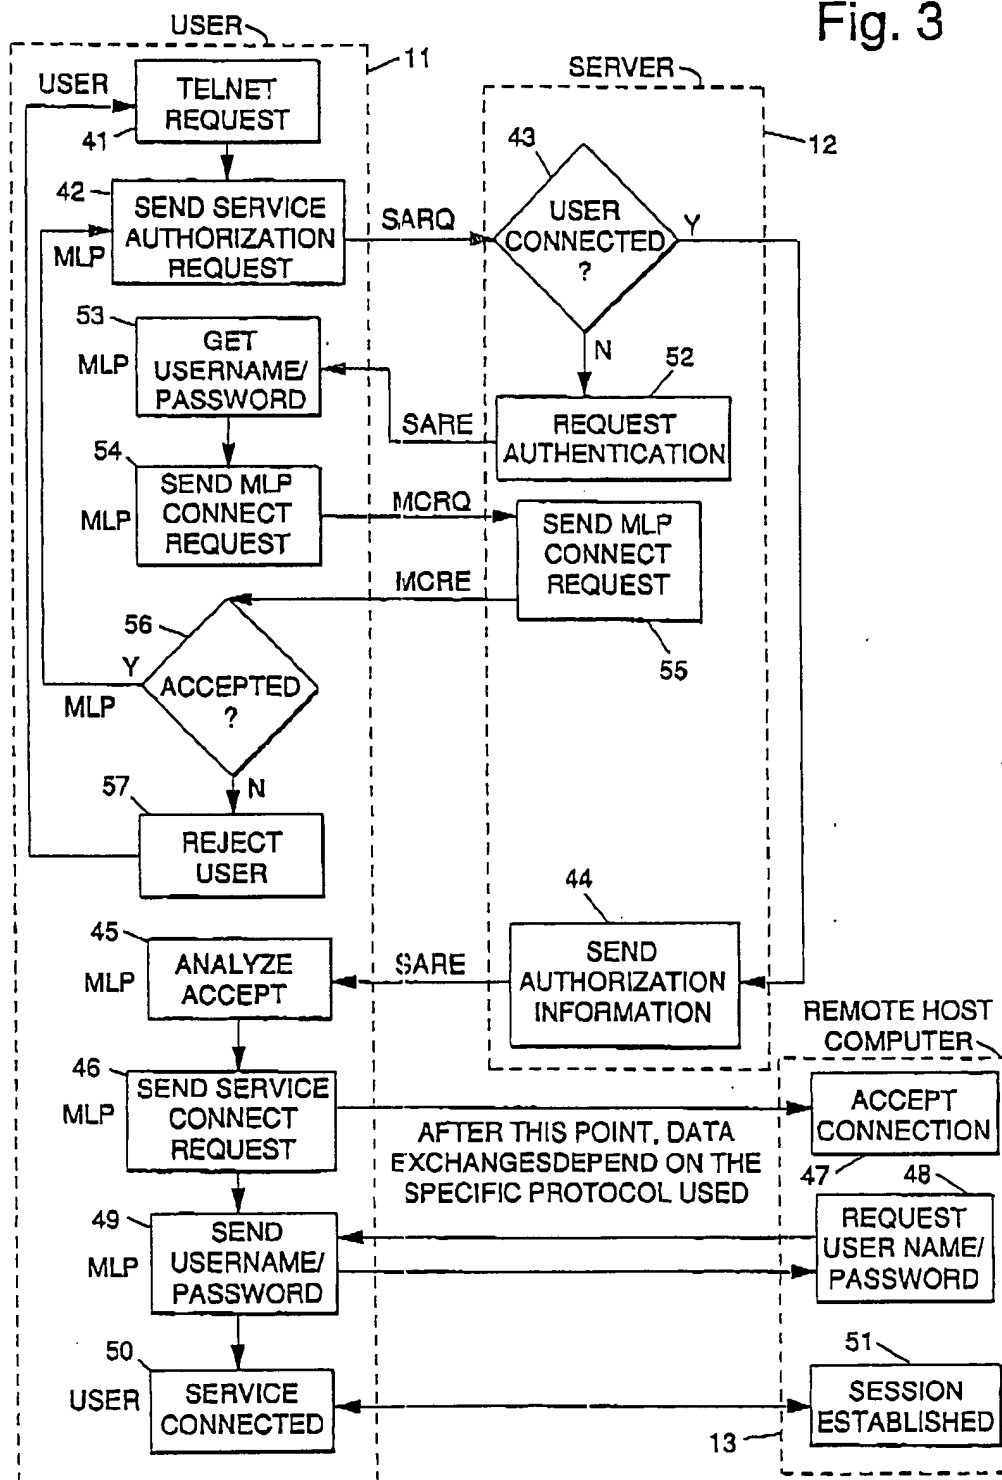 Fig. 3
USER
11
SERVER
12
USER
TELNET
REQUEST
41
42
SEND SERVICE
AUTHORIZATION
REQUEST
MLP
SARQ
43
USER
CONNECTED
?
Y
N
53
MLP
GET
USERNAME/
PASSWORD
SARE
52
REQUEST
AUTHENTICATION
54
MLP
SEND MLP
CONNECT
REQUEST
MCRQ
SEND MLP
CONNECT
REQUEST
55
MCRE
56
Y
MLP
ACCEPTED
?
N
57
REJECT
USER
44
SEND
AUTHORIZATION
INFORMATION
SARE
45
MLP
ANALYZE
ACCEPT
REMOTE HOST
COMPUTER
46
MLP
SEND SERVICE
CONNECT
REQUEST
ACCEPT
CONNECTION
47
AFTER THIS POINT, DATA
EXCHANGESDEPEND ON THE
SPECIFIC PROTOCOL USED
48
REQUEST
USER NAME/
PASSWORD
49
MLP
SEND
USERNAME/
PASSWORD
50
USER
SERVICE
CONNECTED
51
SESSION
ESTABLISHED
13